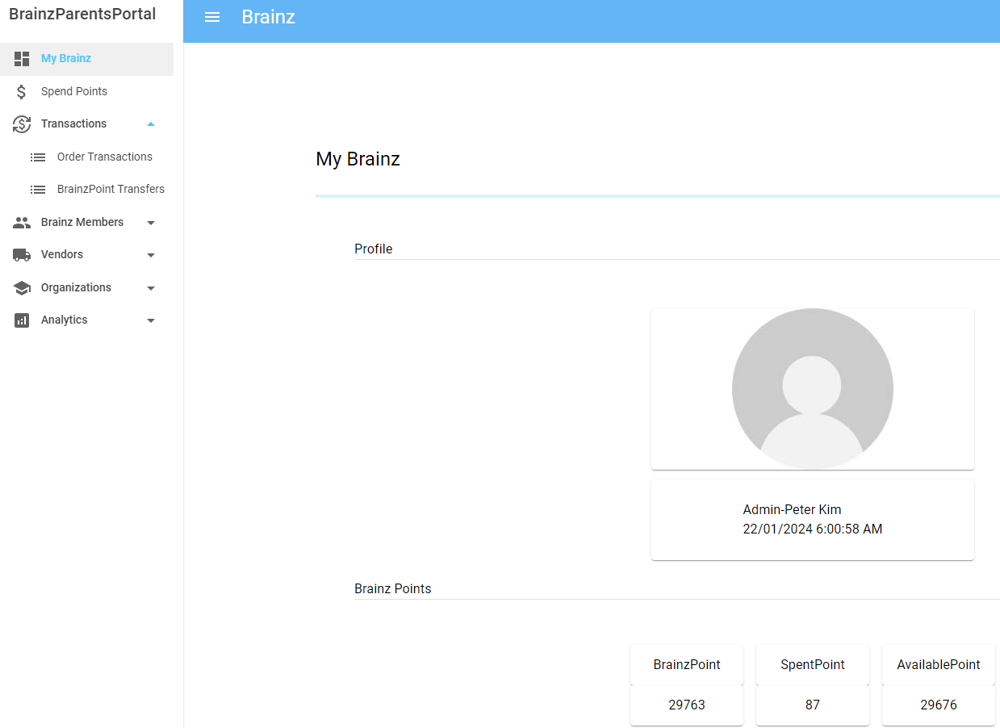 BrainzParentsPortal
Brainz
My Brainz
Spend Points
Transactions
Order Transactions
BrainzPoint Transfers
Brainz Members
Vendors
Organizations
Analytics
My Brainz
Profile
Admin-Peter Kim
22/01/2024 6:00:58 AM
Brainz Points
BrainzPoint SpentPoint AvailablePoint
29763 87 29676